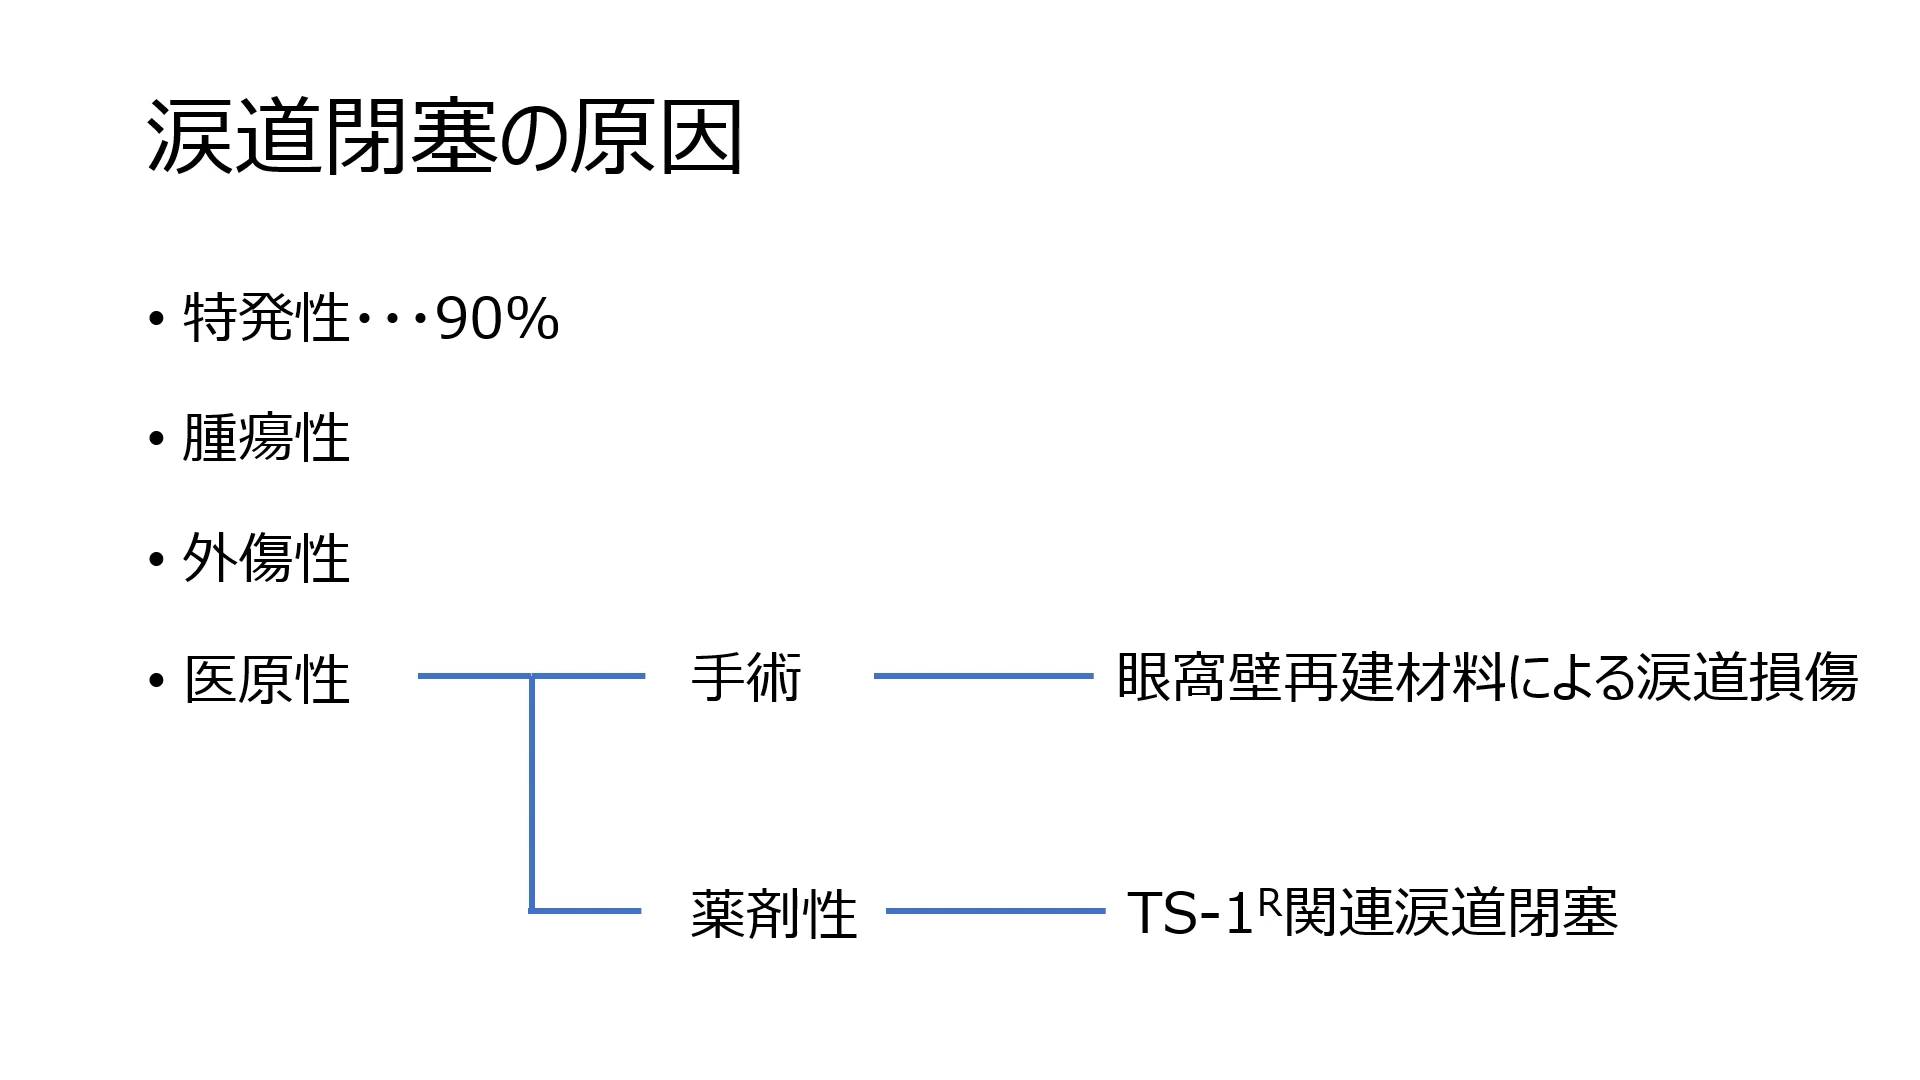 涙道閉塞の原因
• 特発性・・・90%
• 腫瘍性
• 外傷性
• 医原性 手術 眼窩壁再建材料による涙道損傷
薬剤性 TS-1ᴿ関連涙道閉塞